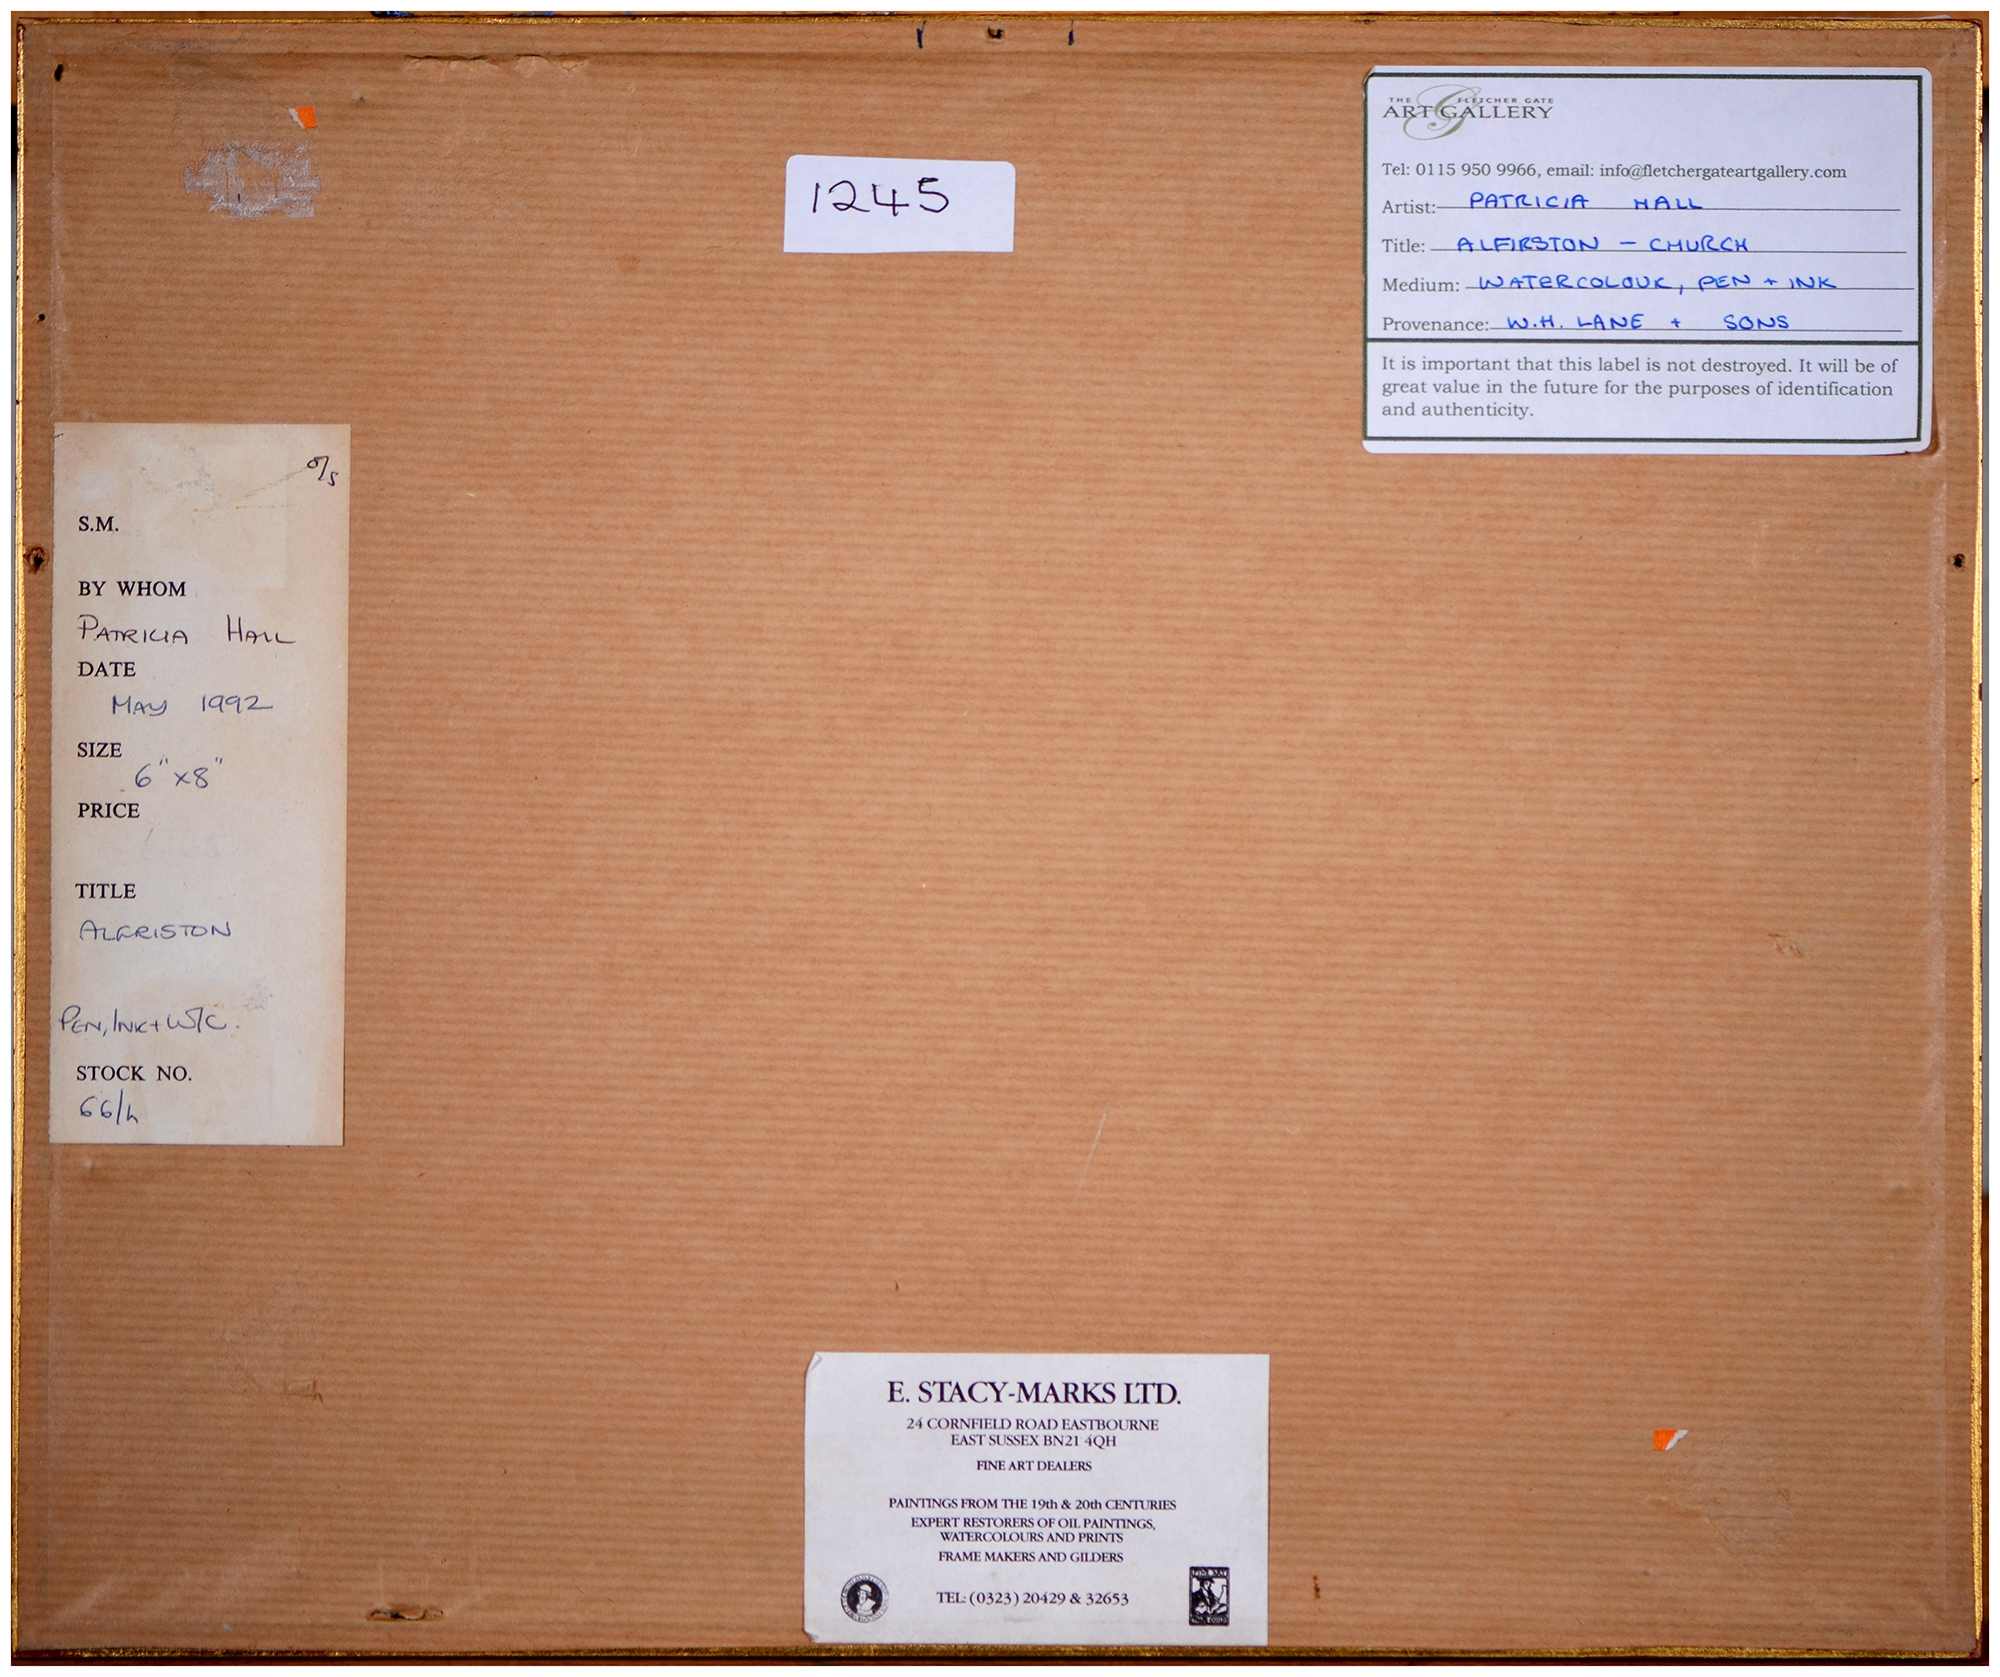 1245
THE FLETCHER GATE
ART GALLERY
Tel: 0115 950 9966, email: info@fletchergateartgallery.com
Artist: PATRICIA HALL
Title: ALFIRSTON - CHURCH
Medium: WATERCOLOUR, PEN + INK
Provenance: W.H. LANE + SONS
It is important that this label is not destroyed. It will be of
great value in the future for the purposes of identification
and authenticity.
S.M.
BY WHOM
PATRICIA HALL
DATE
MAY 1992
SIZE
6" x 8"
PRICE
TITLE
ALFRISTON
PEN, INK + W/C.
STOCK NO.
66/h
E. STACY-MARKS LTD.
24 CORNFIELD ROAD EASTBOURNE
EAST SUSSEX BN21 4QH
FINE ART DEALERS
PAINTINGS FROM THE 19th & 20th CENTURIES
EXPERT RESTORERS OF OIL PAINTINGS,
WATERCOLOURS AND PRINTS
FRAME MAKERS AND GILDERS
TEL: (0323) 20429 & 32653